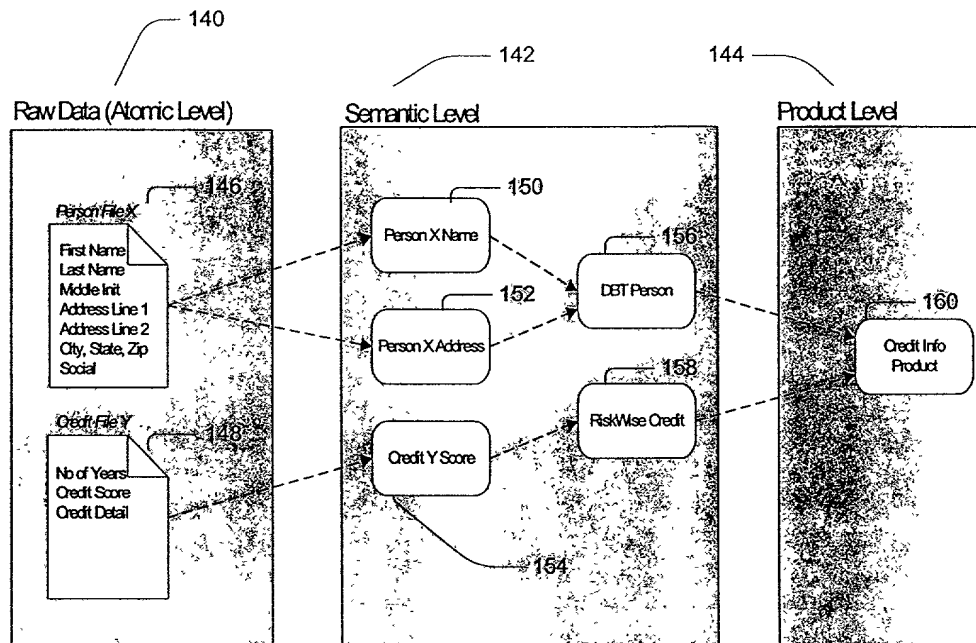 140
142
144
Raw Data (Atomic Level)
Semantic Level
Product Level
146
Person File X
First Name
Last Name
Middle Init
Address Line 1
Address Line 2
City, State, Zip
Social
148
Credit File Y
No of Years
Credit Score
Credit Detail
150
Person X Name
152
Person X Address
Credit Y Score
154
156
DBT Person
158
RiskWise Credit
160
Credit Info
Product